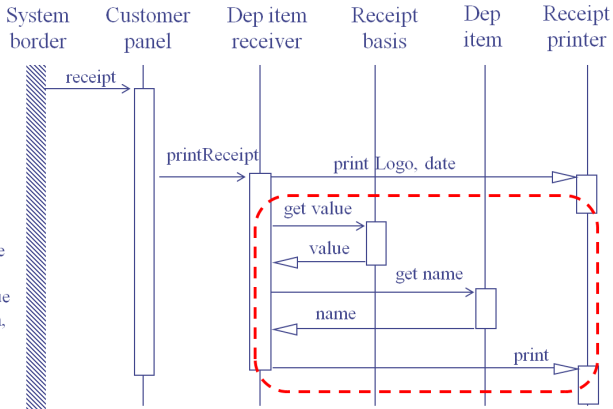 System border
Customer panel
Dep item receiver
Receipt basis
Dep item
Receipt printer
receipt
printReceipt
print Logo, date
get value
value
get name
name
print